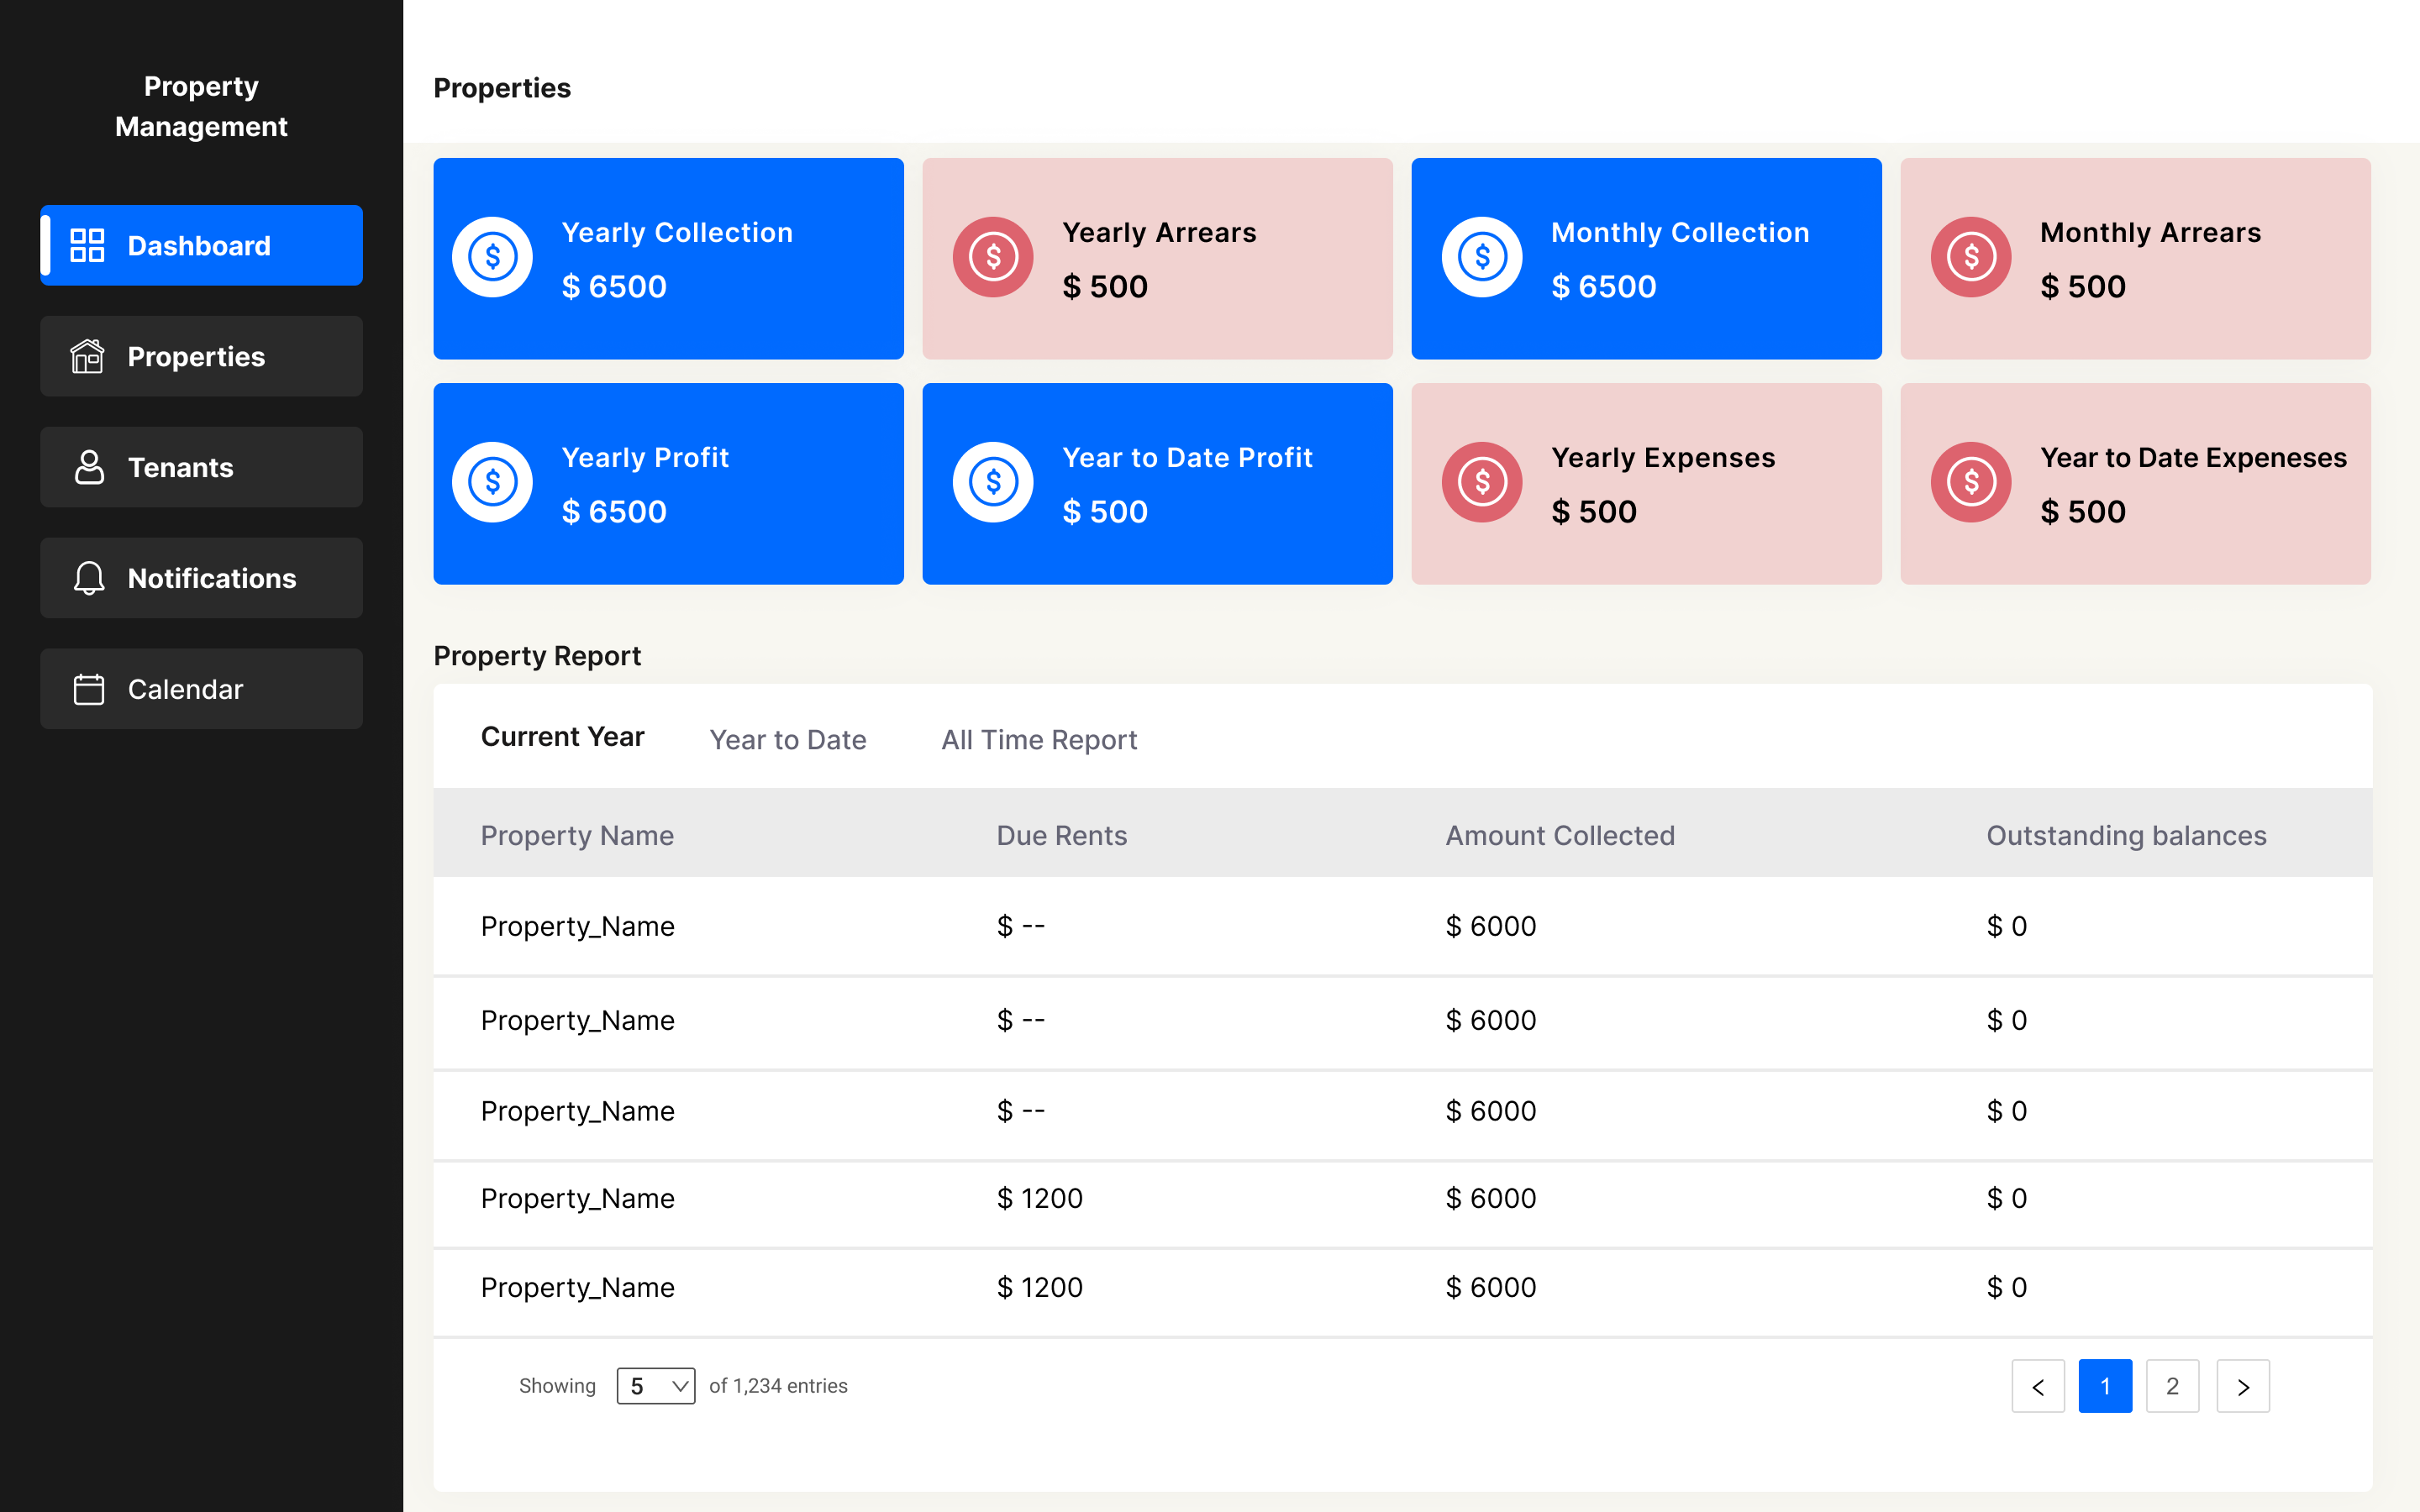 Property
Management
Dashboard
Properties
Tenants
Notifications
Calendar
Properties
Yearly Collection
$ 6500
Yearly Arrears
$ 500
Monthly Collection
$ 6500
Monthly Arrears
$ 500
Yearly Profit
$ 6500
Year to Date Profit
$ 500
Yearly Expenses
$ 500
Year to Date Expeneses
$ 500
Property Report
Current Year Year to Date All Time Report
Property Name Due Rents Amount Collected Outstanding balances
Property_Name $ -- $ 6000 $ 0
Property_Name $ -- $ 6000 $ 0
Property_Name $ -- $ 6000 $ 0
Property_Name $ 1200 $ 6000 $ 0
Property_Name $ 1200 $ 6000 $ 0
Showing 5 of 1,234 entries < 1 2 >